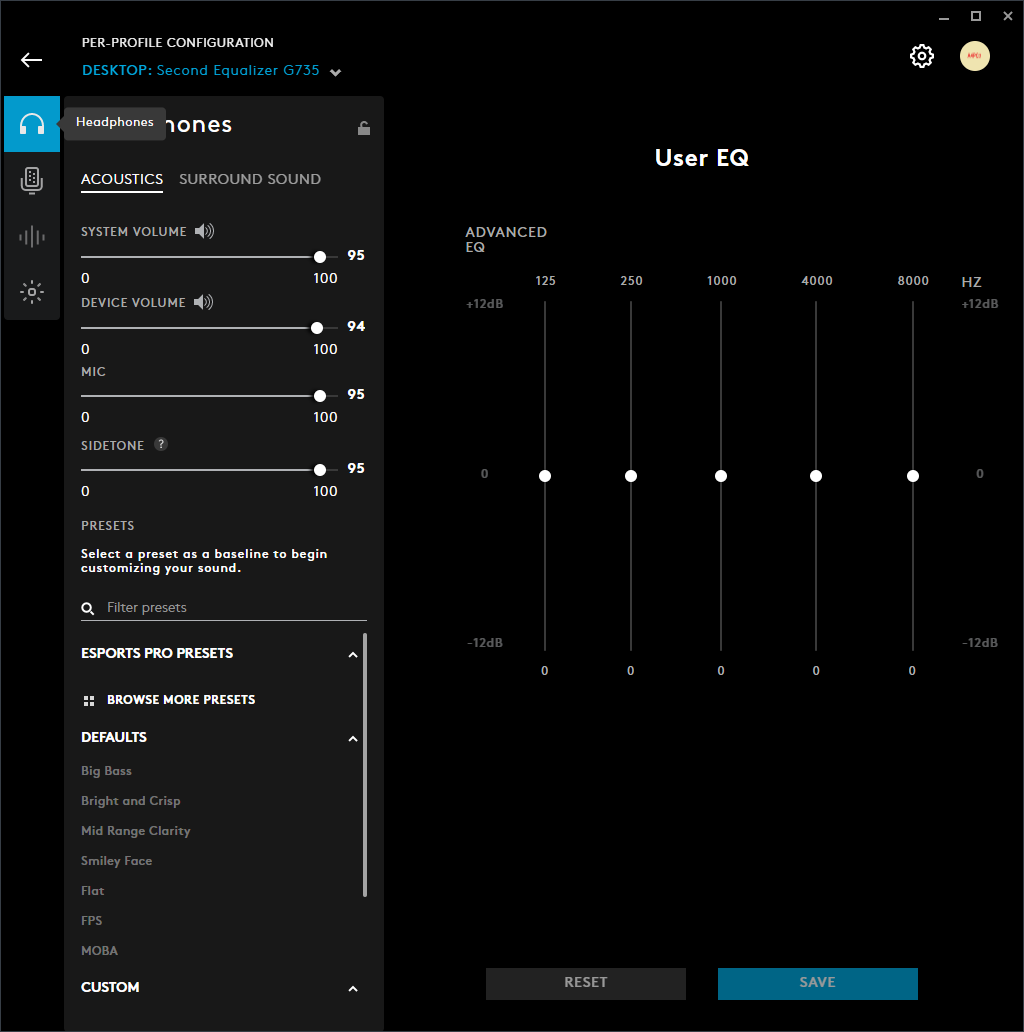 PER-PROFILE CONFIGURATION
DESKTOP: Second Equalizer G735
Headphones
ones
ACOUSTICS SURROUND SOUND
SYSTEM VOLUME
95
0 100
DEVICE VOLUME
94
0 100
MIC
95
0 100
SIDETONE ?
95
0 100
PRESETS
Select a preset as a baseline to begin
customizing your sound.
Filter presets
ESPORTS PRO PRESETS
BROWSE MORE PRESETS
DEFAULTS
Big Bass
Bright and Crisp
Mid Range Clarity
Smiley Face
Flat
FPS
MOBA
CUSTOM
User EQ
ADVANCED
EQ
125 250 1000 4000 8000 HZ
+12dB +12dB
0 0
-12dB -12dB
0 0 0 0 0
RESET SAVE